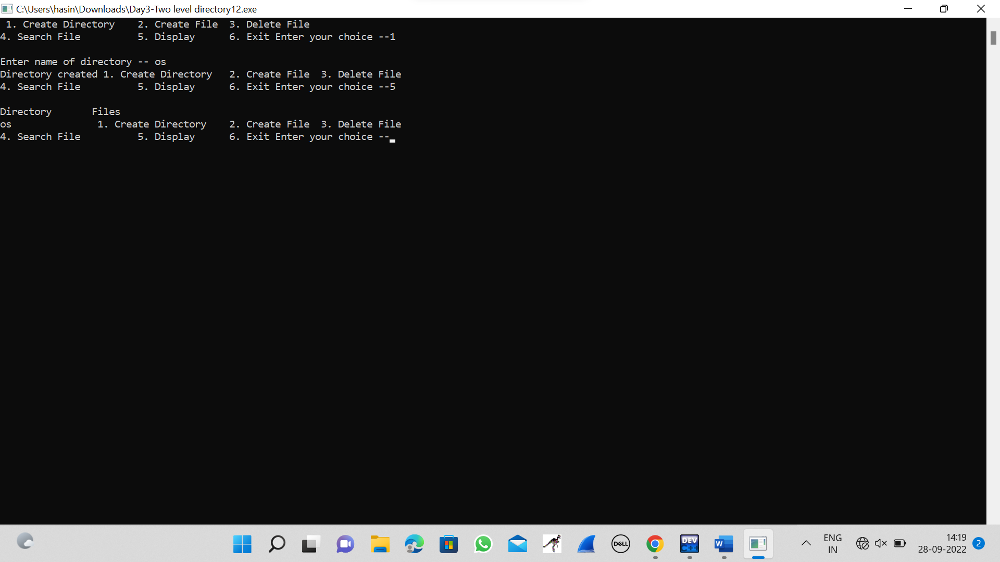 C:\Users\hasin\Downloads\Day3-Two level directory12.exe
1. Create Directory    2. Create File  3. Delete File
4. Search File          5. Display      6. Exit Enter your choice --1
Enter name of directory -- os
Directory created 1. Create Directory   2. Create File  3. Delete File
4. Search File          5. Display      6. Exit Enter your choice --5
Directory       Files
os               1. Create Directory    2. Create File  3. Delete File
4. Search File          5. Display      6. Exit Enter your choice --
DELL
DEV
C++
W
ENG
IN
14:19
28-09-2022
2